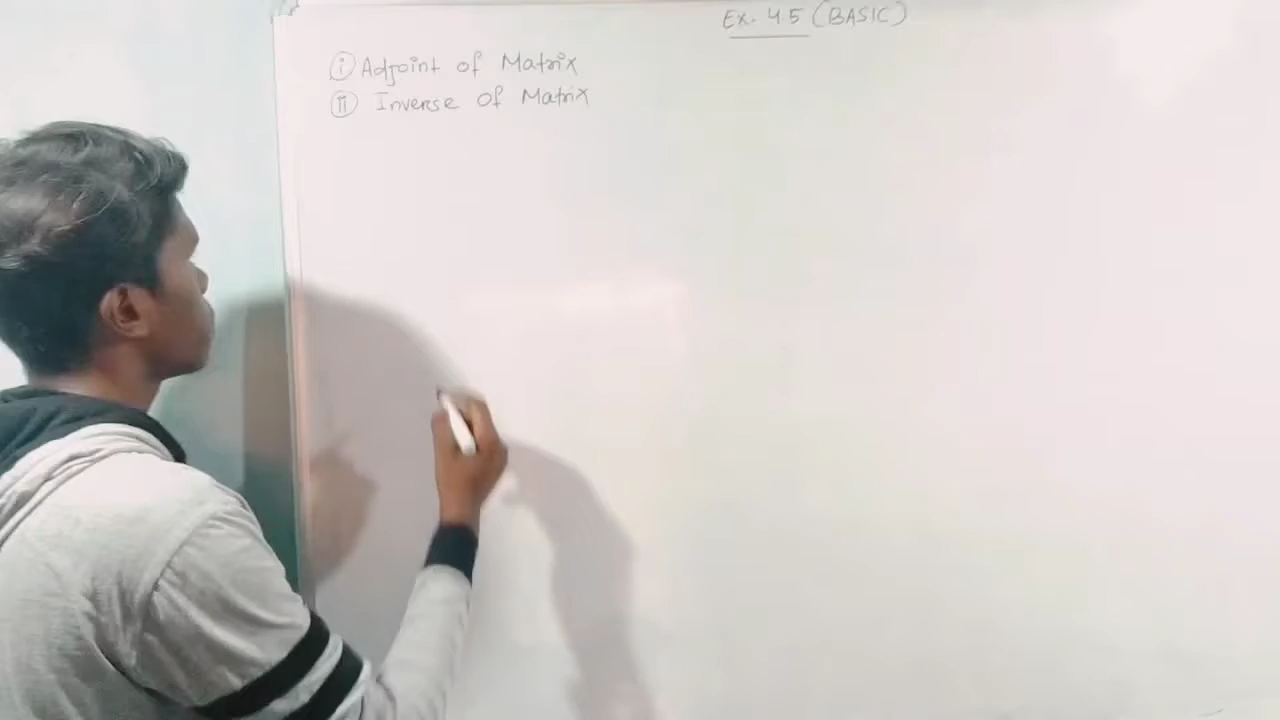 Ex. 4.5 (BASIC)
(i) Adjoint of Matrix
(ii) Inverse of Matrix